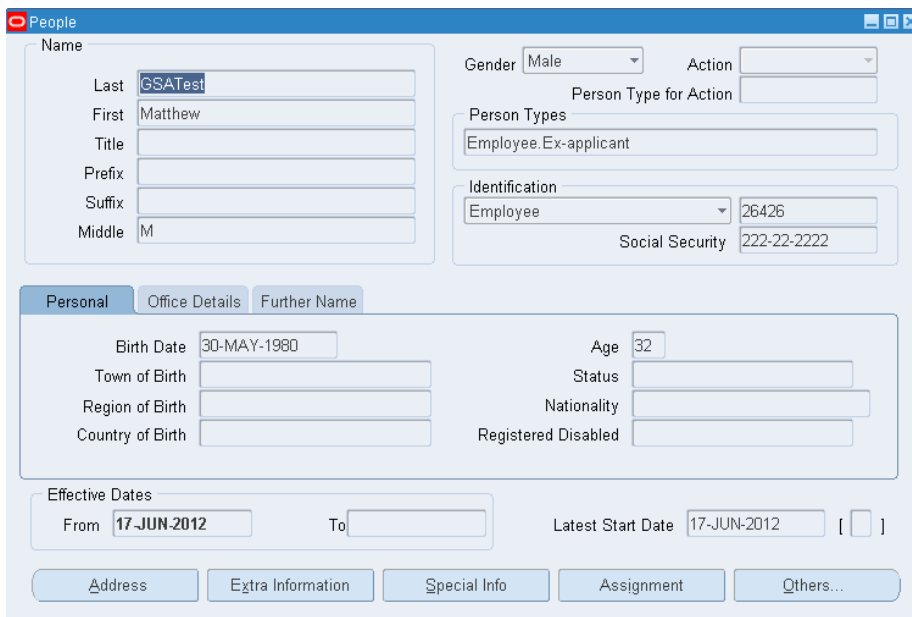 People
Name
Last GSATest
First Matthew
Title
Prefix
Suffix
Middle M
Gender Male Action
Person Type for Action
Person Types
Employee.Ex-applicant
Identification
Employee 26426
Social Security 222-22-2222
Personal Office Details Further Name
Birth Date 30-MAY-1980 Age 32
Town of Birth Status
Region of Birth Nationality
Country of Birth Registered Disabled
Effective Dates
From 17-JUN-2012 To Latest Start Date 17-JUN-2012 [ ]
Address Extra Information Special Info Assignment Others...